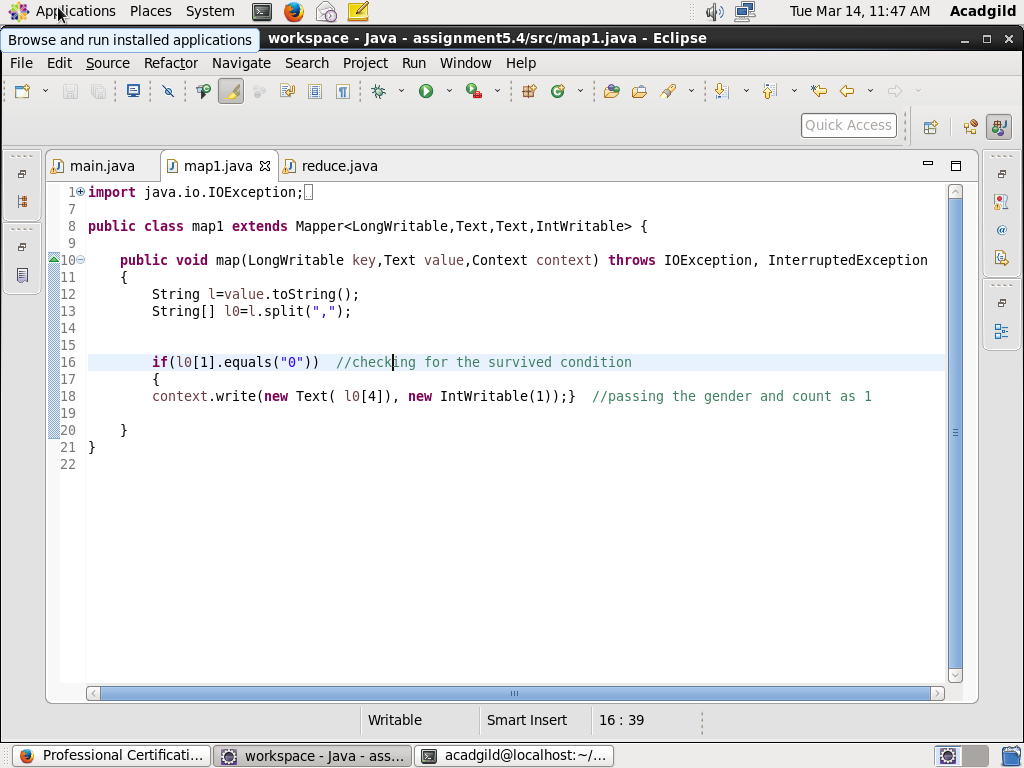 Applications Places System Tue Mar 14, 11:47 AM Acadgild
Browse and run installed applications
workspace - Java - assignment5.4/src/map1.java - Eclipse
File Edit Source Refactor Navigate Search Project Run Window Help
Quick Access
main.java map1.java reduce.java
1 import java.io.IOException;
7
8 public class map1 extends Mapper<LongWritable,Text,Text,IntWritable> {
9
10 public void map(LongWritable key,Text value,Context context) throws IOException, InterruptedException
11 {
12 String l=value.toString();
13 String[] l0=l.split(",");
14
15
16 if(l0[1].equals("0")) //checking for the survived condition
17 {
18 context.write(new Text( l0[4]), new IntWritable(1));} //passing the gender and count as 1
19
20 }
21 }
22
Writable Smart Insert 16 : 39
Professional Certificati... workspace - Java - ass... acadgild@localhost:~/...